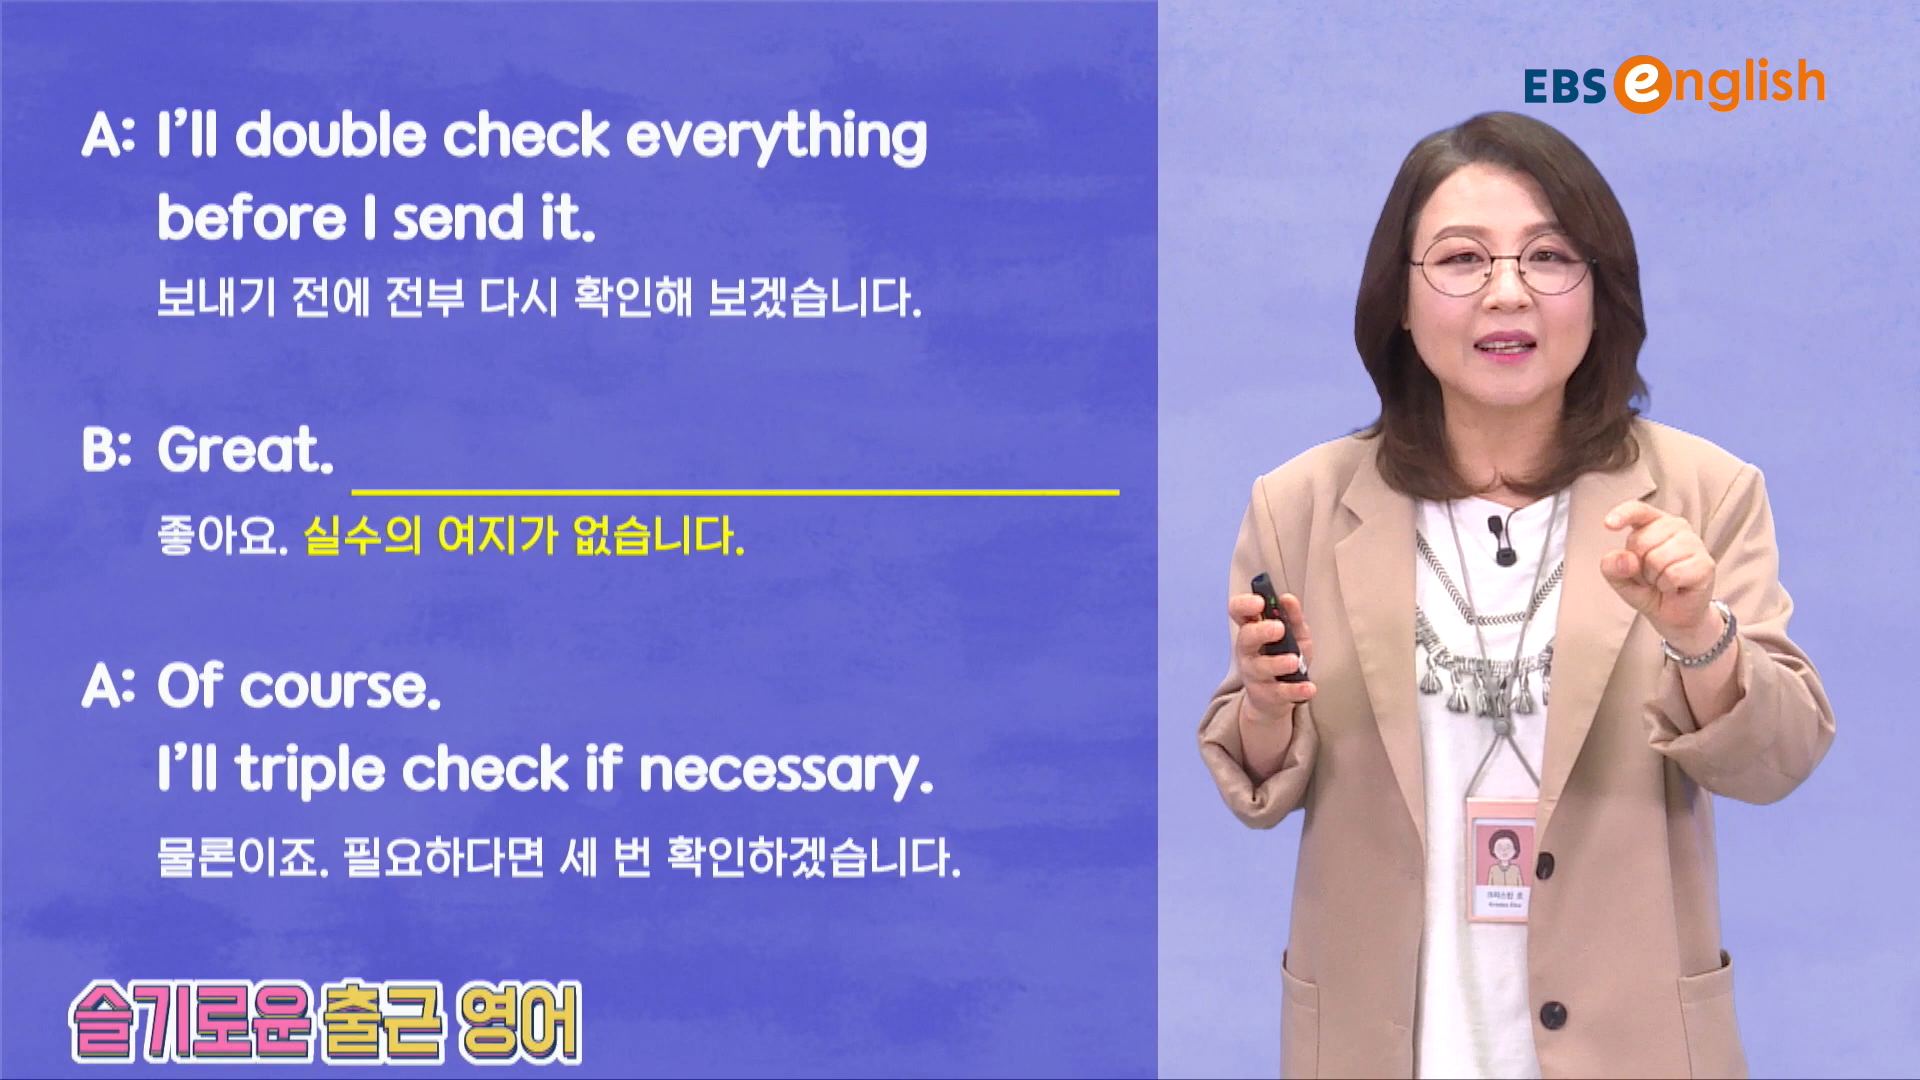 EBS english
A: I'll double check everything
before I send it.
보내기 전에 전부 다시 확인해 보겠습니다.
B: Great.
좋아요. 실수의 여지가 없습니다.
A: Of course.
I'll triple check if necessary.
물론이죠. 필요하다면 세 번 확인하겠습니다.
슬기로운 출근 영어